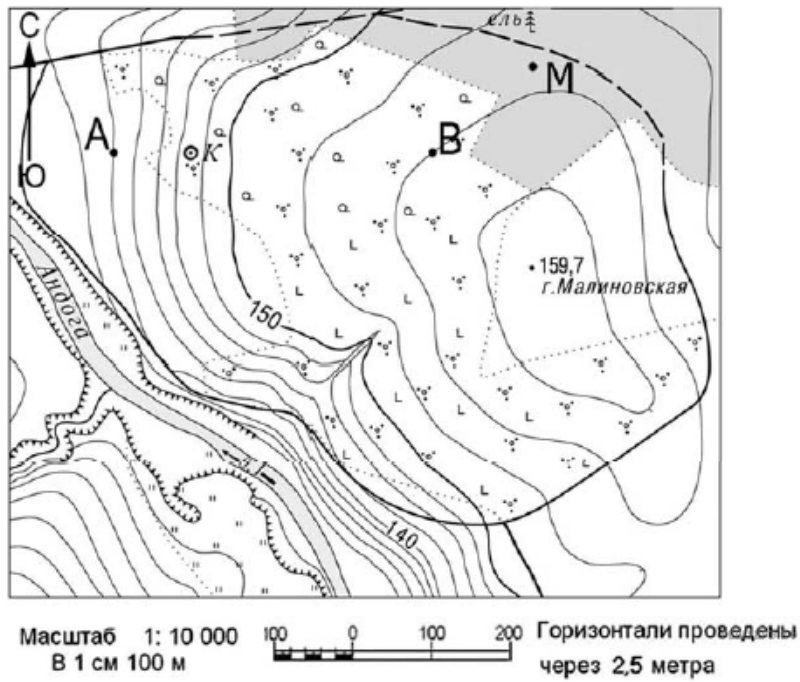 С
ель
М
А
К
В
Ю
Андога
159,7
г.Малиновская
150
140
Масштаб 1: 10 000
В 1 см 100 м
100 0 100 200
Горизонтали проведены
через 2,5 метра